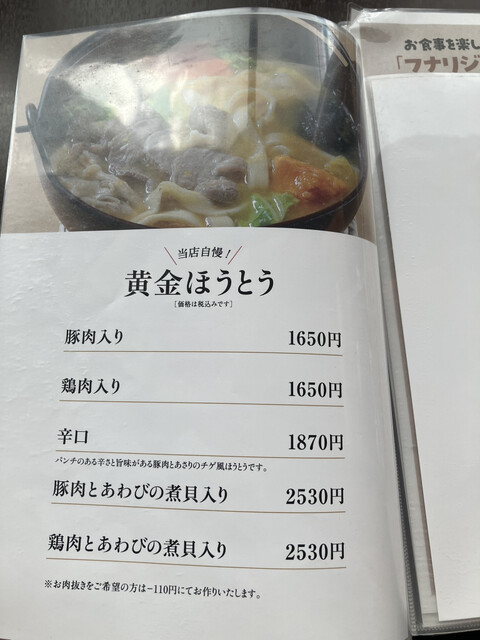 当店自慢！
黄金ほうとう
［価格は税込みです］
豚肉入り 1650円
鶏肉入り 1650円
辛口 1870円
パンチのある辛さと旨味がある豚肉とあさりのチゲ風ほうとうです。
豚肉とあわびの煮貝入り 2530円
鶏肉とあわびの煮貝入り 2530円
※お肉抜きをご希望の方は−110円にてお作りいたします。
お食事を楽し
「フナリジ